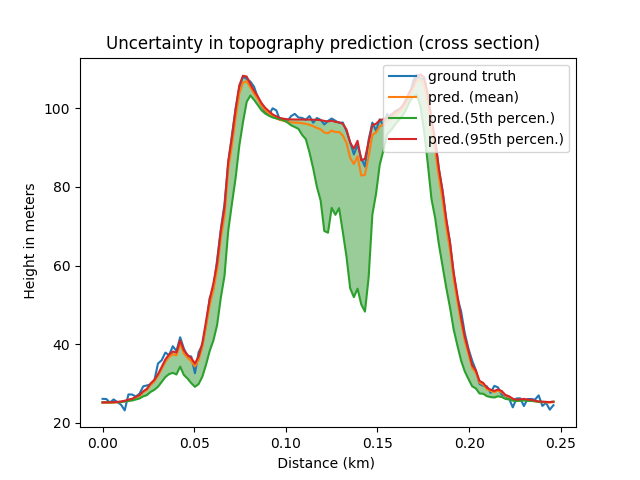 Uncertainty in topography prediction (cross section)
ground truth
pred. (mean)
pred.(5th percen.)
pred.(95th percen.)
Height in meters
100
80
60
40
20
0.00 0.05 0.10 0.15 0.20 0.25
Distance (km)